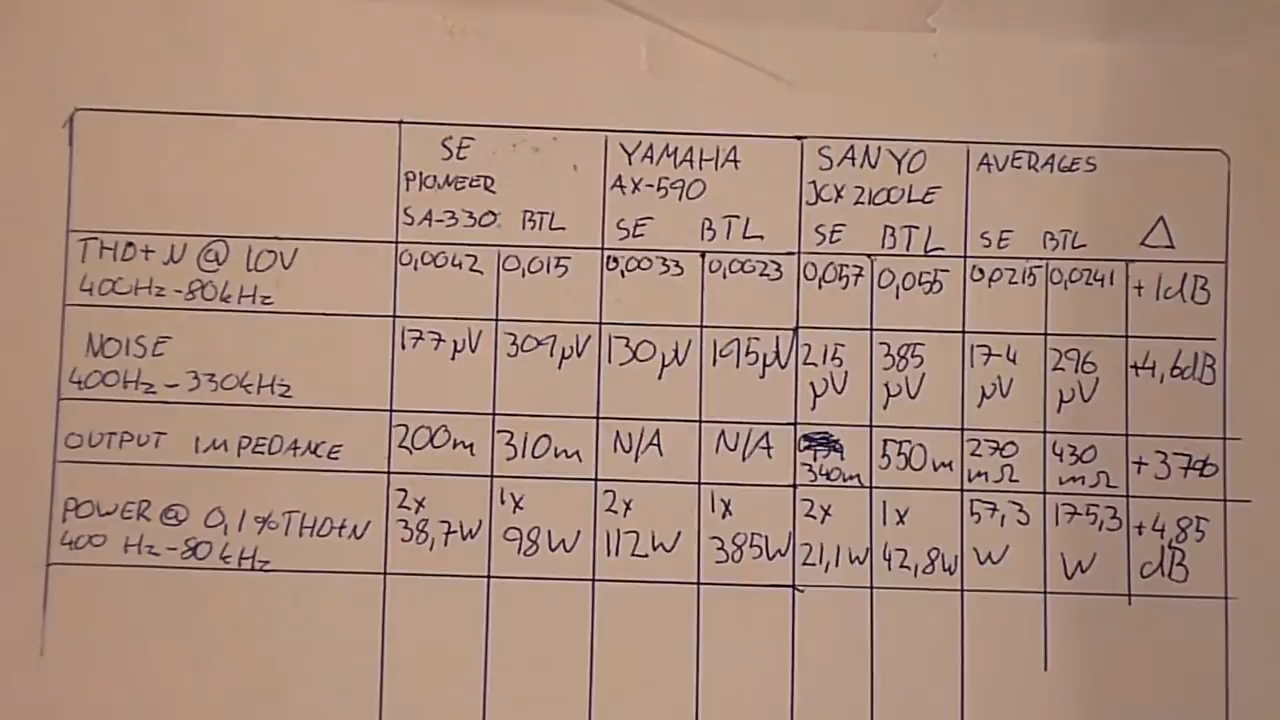 SE
PIONEER
SA-330. BTL
YAMAHA
AX-590
SE BTL
SANYO
JCX 2100LE
SE BTL
AVERAGES
SE BTL Δ
THD+N @ 10V
400Hz-80kHz
0,0042 0,015 0,0033 0,0023 0,057 0,055 0,0215 0,0241 +1dB
NOISE
400Hz-330kHz
177µV 309µV 130µV 195µV 215 µV 385 µV 174 µV 296 µV +4,6dB
OUTPUT IMPEDANCE
200m 310m N/A N/A 340m 550m 270 mΩ 430 mΩ +37%
POWER @ 0,1% THD+N
400 Hz-80kHz
2x 38,7W 1x 98W 2x 112W 1x 385W 2x 21,1W 1x 42,8W 57,3 W 175,3 W +4,85 dB